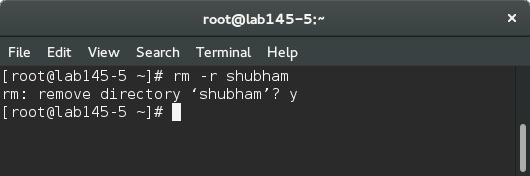 root@lab145-5:~
File Edit View Search Terminal Help
[root@lab145-5 ~]# rm -r shubham
rm: remove directory ‘shubham’? y
[root@lab145-5 ~]#